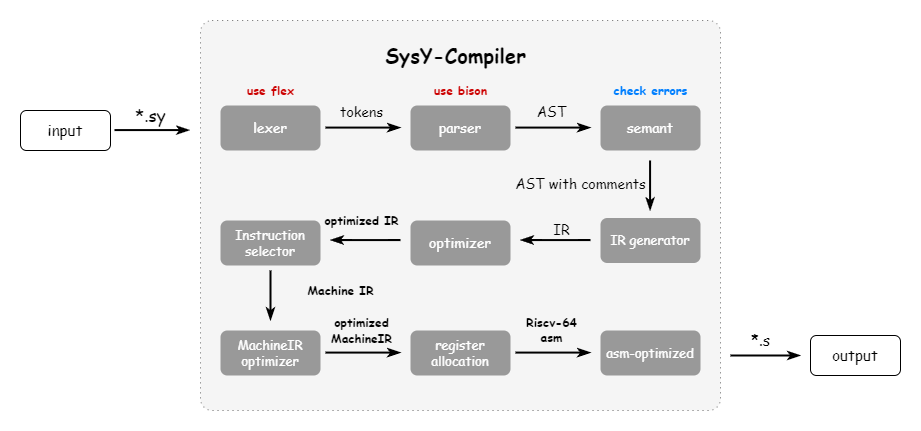 SysY-Compiler
use flex
use bison
check errors
input
*.sy
lexer
tokens
parser
AST
semant
AST with comments
Instruction
selector
optimized IR
optimizer
IR
IR generator
Machine IR
MachineIR
optimizer
optimized
MachineIR
register
allocation
Riscv-64
asm
asm-optimized
*.s
output